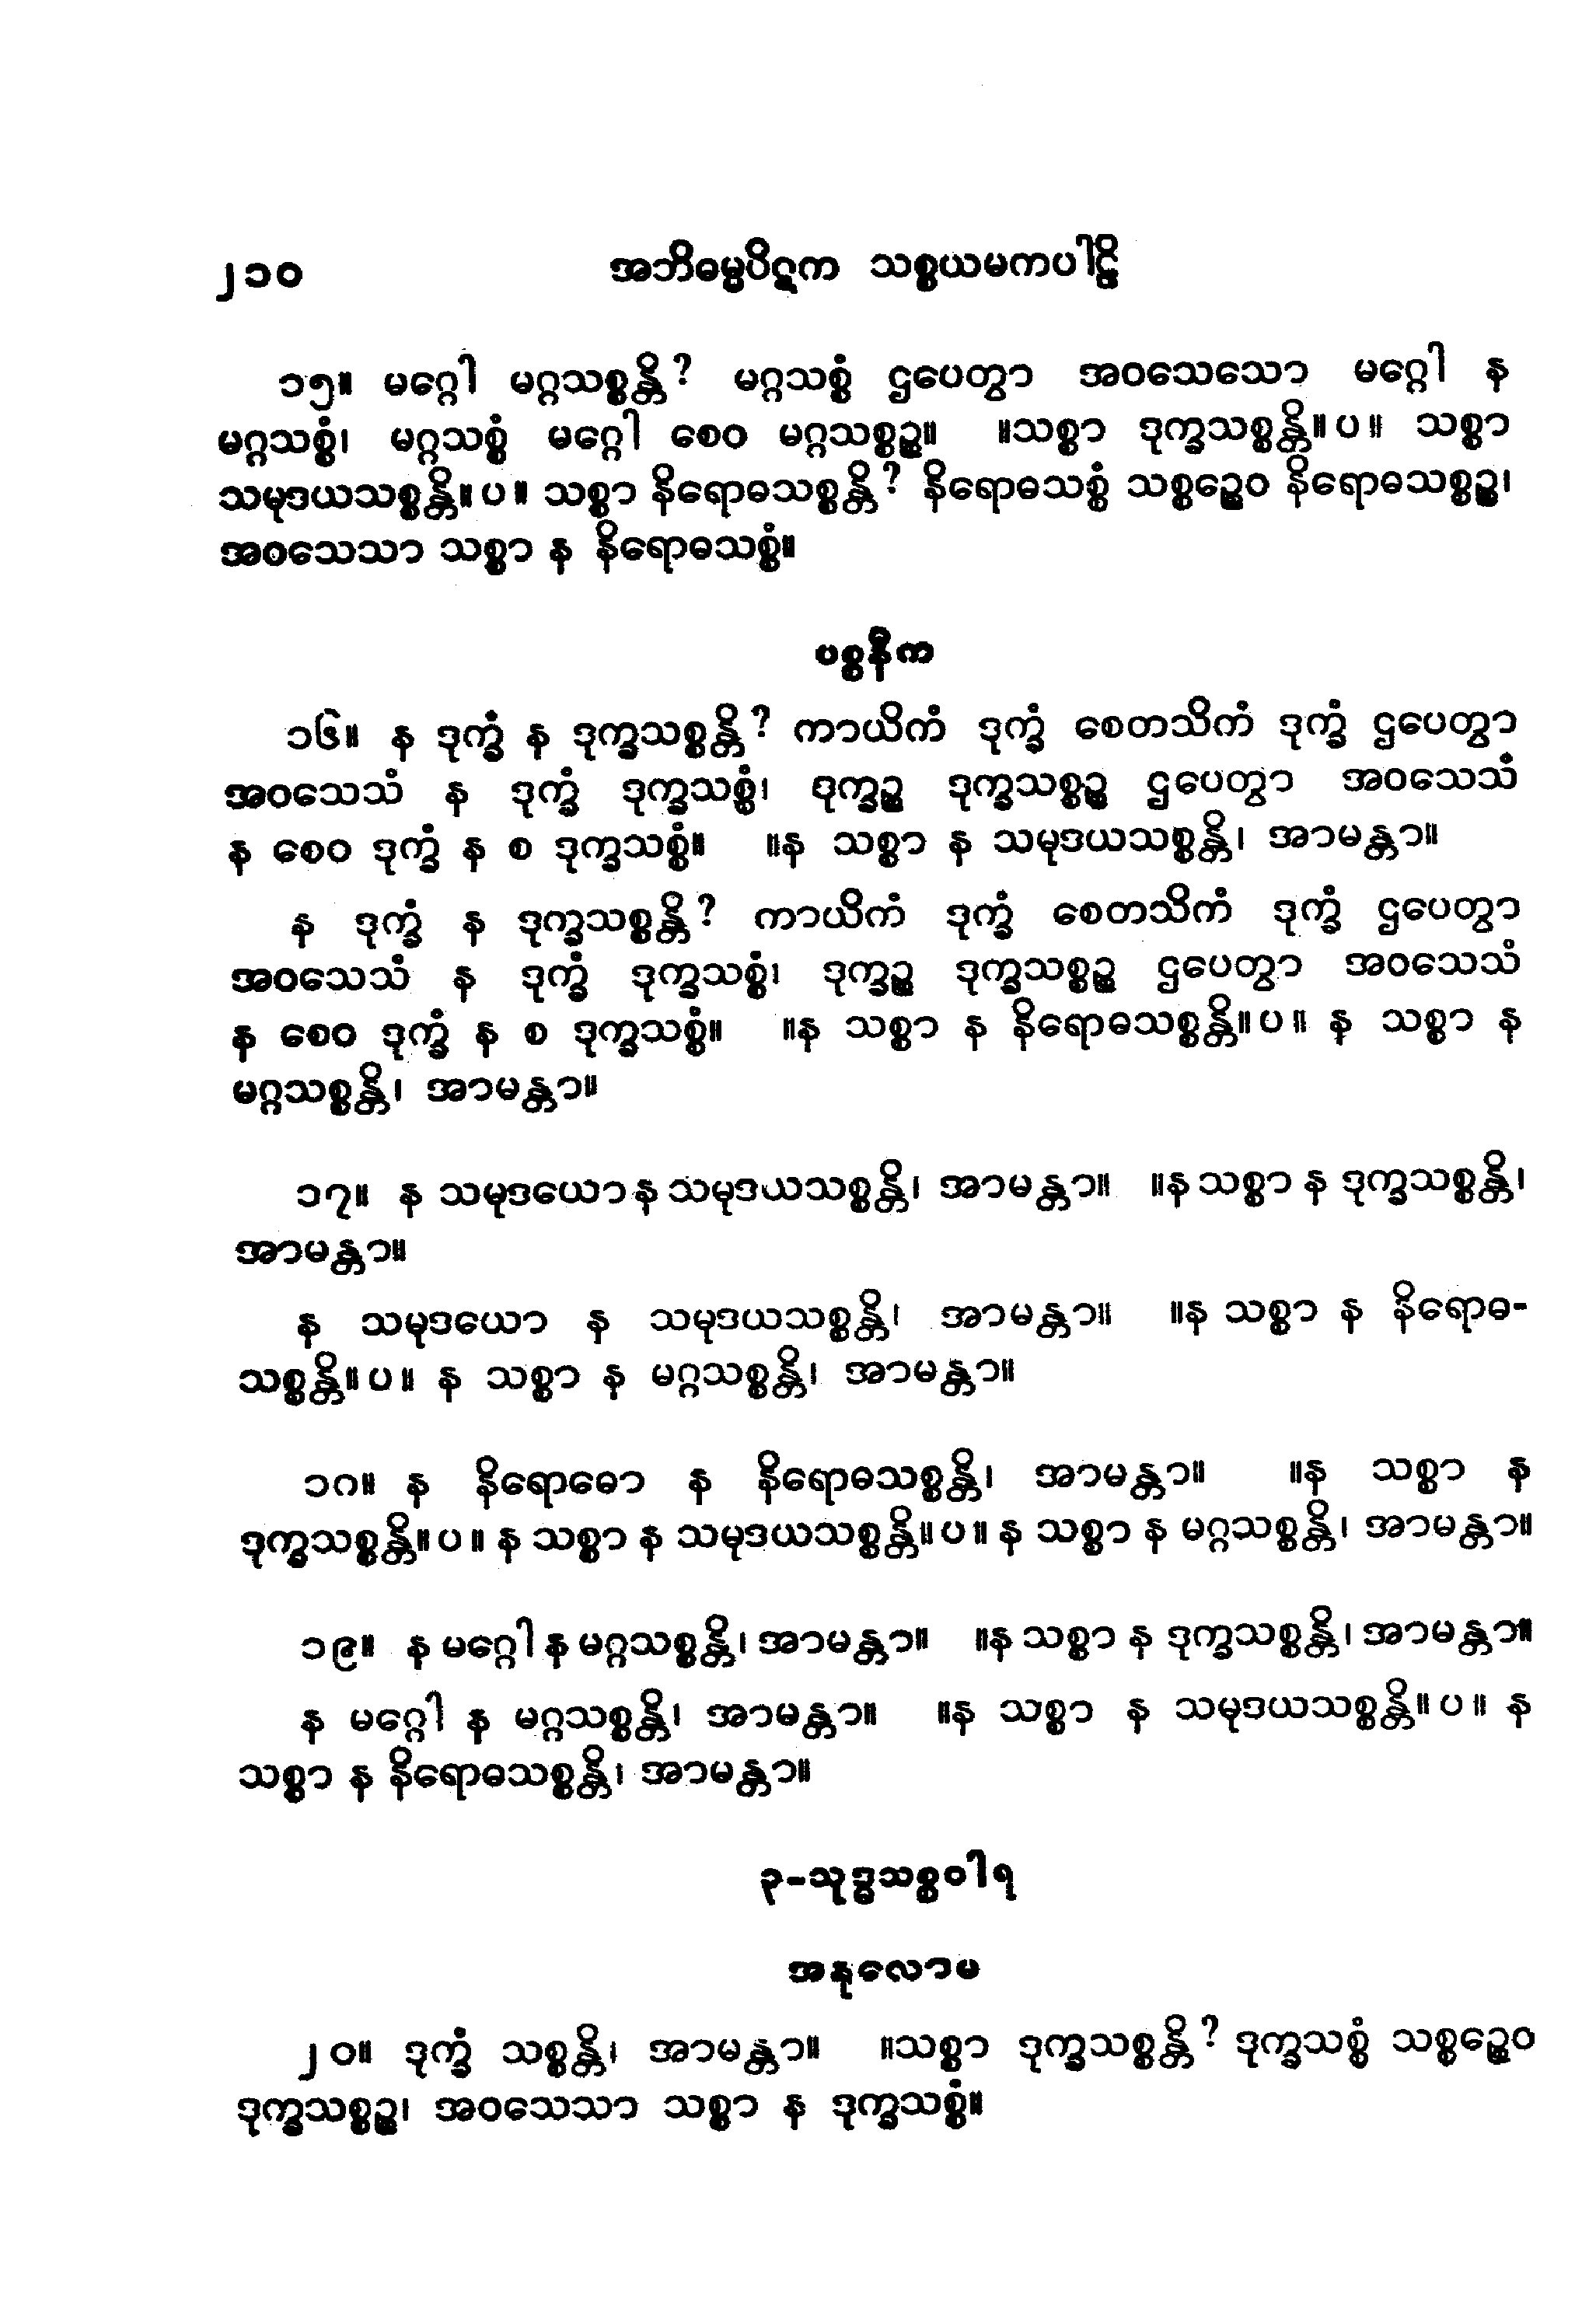 ၂၁၀ အဘိဓမ္မပိဋက သစ္စယမကပါဠိ
၁၅။ မဂ္ဂေါ မဂ္ဂသစ္စန္တိ? မဂ္ဂသစ္စံ ဌပေတွာ အဝသေသော မဂ္ဂေါ န
မဂ္ဂသစ္စံ၊ မဂ္ဂသစ္စံ မဂ္ဂေါ စေဝ မဂ္ဂသစ္စဉ္စ။ ။သစ္စာ ဒုက္ခသစ္စန္တိ။ပ။ သစ္စာ
သမုဒယသစ္စန္တိ။ပ။ သစ္စာ နိရောဓသစ္စန္တိ? နိရောဓသစ္စံ သစ္စဉ္စေဝ နိရောဓသစ္စဉ္စ၊
အဝသေသာ သစ္စာ န နိရောဓသစ္စံ။
ပစ္စနီက
၁၆။ န ဒုက္ခံ န ဒုက္ခသစ္စန္တိ? ကာယိကံ ဒုက္ခံ စေတသိကံ ဒုက္ခံ ဌပေတွာ
အဝသေသံ န ဒုက္ခံ ဒုက္ခသစ္စံ၊ ဒုက္ခဉ္စ ဒုက္ခသစ္စဉ္စ ဌပေတွာ အဝသေသံ
န စေဝ ဒုက္ခံ န စ ဒုက္ခသစ္စံ။ ။န သစ္စာ န သမုဒယသစ္စန္တိ၊ အာမန္တာ။
န ဒုက္ခံ န ဒုက္ခသစ္စန္တိ? ကာယိကံ ဒုက္ခံ စေတသိကံ ဒုက္ခံ ဌပေတွာ
အဝသေသံ န ဒုက္ခံ ဒုက္ခသစ္စံ၊ ဒုက္ခဉ္စ ဒုက္ခသစ္စဉ္စ ဌပေတွာ အဝသေသံ
န စေဝ ဒုက္ခံ န စ ဒုက္ခသစ္စံ။ ။န သစ္စာ န နိရောဓသစ္စန္တိ။ပ။ န သစ္စာ န
မဂ္ဂသစ္စန္တိ၊ အာမန္တာ။
၁၇။ န သမုဒယော န သမုဒယသစ္စန္တိ၊ အာမန္တာ။ ။န သစ္စာ န ဒုက္ခသစ္စန္တိ၊
အာမန္တာ။
န သမုဒယော န သမုဒယသစ္စန္တိ၊ အာမန္တာ။ ။န သစ္စာ န နိရောဓ-
သစ္စန္တိ။ပ။ န သစ္စာ န မဂ္ဂသစ္စန္တိ၊ အာမန္တာ။
၁၈။ န နိရောဓော န နိရောဓသစ္စန္တိ၊ အာမန္တာ။ ။န သစ္စာ န
ဒုက္ခသစ္စန္တိ။ပ။ န သစ္စာ န သမုဒယသစ္စန္တိ။ပ။ န သစ္စာ န မဂ္ဂသစ္စန္တိ၊ အာမန္တာ။
၁၉။ န မဂ္ဂေါ န မဂ္ဂသစ္စန္တိ၊ အာမန္တာ။ ။န သစ္စာ န ဒုက္ခသစ္စန္တိ၊ အာမန္တာ။
န မဂ္ဂေါ န မဂ္ဂသစ္စန္တိ၊ အာမန္တာ။ ။န သစ္စာ န သမုဒယသစ္စန္တိ။ပ။ န
သစ္စာ န နိရောဓသစ္စန္တိ၊ အာမန္တာ။
၃-သုဒ္ဓသစ္စဝါရ
အနုလောမ
၂၀။ ဒုက္ခံ သစ္စန္တိ၊ အာမန္တာ။ ။သစ္စာ ဒုက္ခသစ္စန္တိ? ဒုက္ခသစ္စံ သစ္စဉ္စေဝ
ဒုက္ခသစ္စဉ္စ၊ အဝသေသာ သစ္စာ န ဒုက္ခသစ္စံ။